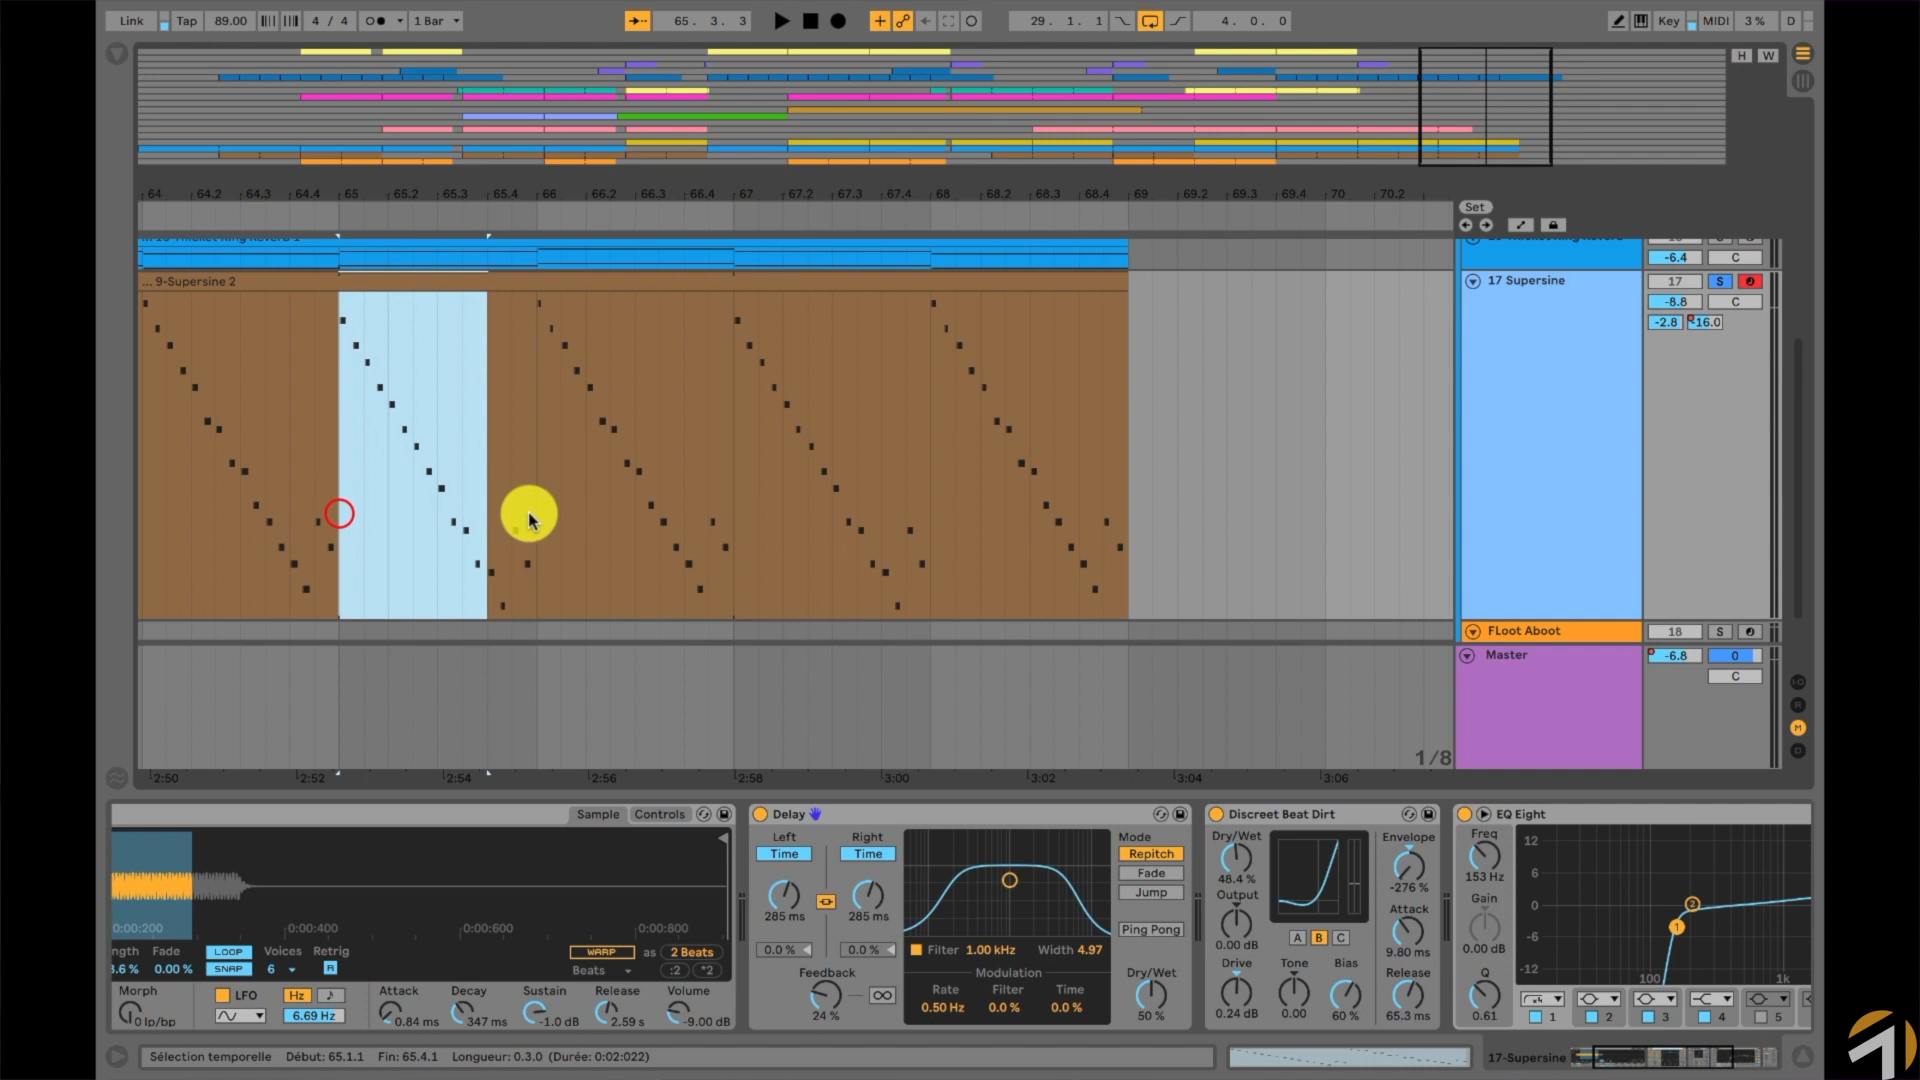 Link Tap 89.00 4 / 4 1 Bar 65. 3. 3 29. 1. 1 4. 0. 0 Key MIDI 3 % D
H W
64 64.2 64.3 64.4 65 65.2 65.3 65.4 66 66.2 66.3 66.4 67 67.2 67.3 67.4 68 68.2 68.3 68.4 69 69.2 69.3 69.4 70 70.2
Set
-6.4 C
... 9-Supersine 2
17 Supersine 17 S
-8.8 C
-2.8 -16.0
FLoot Aboot 18 S
Master -6.8 0
C
1/8
2:50 2:52 2:54 2:56 2:58 3:00 3:02 3:04 3:06
Sample Controls
0:00:200 0:00:400 0:00:600 0:00:800
Fade Voices Retrig
LOOP WARP as 2 Beats
0.00 % SNAP 6 R Beats :2 *2
Morph LFO Hz Attack Decay Sustain Release Volume
6.69 Hz 0.84 ms 347 ms -1.0 dB 2.59 s -9.00 dB
Delay
Left Right Mode
Time Time Repitch
Fade
Jump
285 ms 285 ms
Ping Pong
0.0 % 0.0 % Filter 1.00 kHz Width 4.97
Feedback Modulation Dry/Wet
Rate Filter Time
24 % 0.50 Hz 0.0 % 0.0 % 50 %
Discreet Beat Dirt
Dry/Wet Envelope
48.4 %
Output -276 %
Attack
0.00 dB A B C 9.80 ms
Drive Tone Bias Release
0.24 dB 0.00 60 % 65.3 ms
EQ Eight
Freq 12
153 Hz 6
Gain 0
0.00 dB -6
-12
Q 100 1k
0.61 1 2 3 4 5
Sélection temporelle Début: 65.1.1 Fin: 65.4.1 Longueur: 0.3.0 (Durée: 0:02:022)
17-Supersine